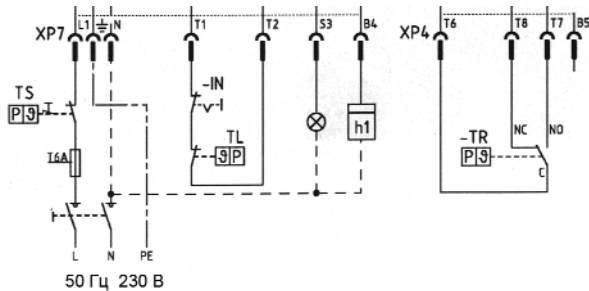 XP7 L1 N T1 T2 S3 B4 XP4 T6 T8 T7 B5
TS
-IN
P ϑ
TL
ϑ P
h1
NC NO
-TR
P ϑ
C
T6A
L N PE
50 Гц 230 В